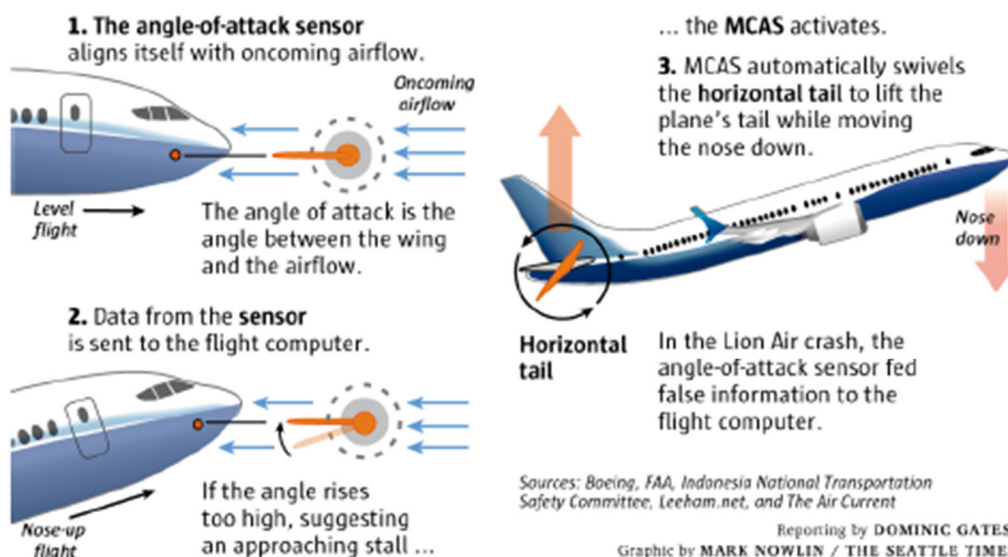 1. The angle-of-attack sensor
aligns itself with oncoming airflow.
Oncoming
airflow
Level
flight
The angle of attack is the
angle between the wing
and the airflow.
2. Data from the sensor
is sent to the flight computer.
Nose-up
flight
If the angle rises
too high, suggesting
an approaching stall ...
... the MCAS activates.
3. MCAS automatically swivels
the horizontal tail to lift the
plane's tail while moving
the nose down.
Nose
down
Horizontal
tail
In the Lion Air crash, the
angle-of-attack sensor fed
false information to the
flight computer.
Sources: Boeing, FAA, Indonesia National Transportation
Safety Committee, Leeham.net, and The Air Current
Reporting by DOMINIC GATES
Graphic by MARK NOWLIN / THE SEATTLE TIME